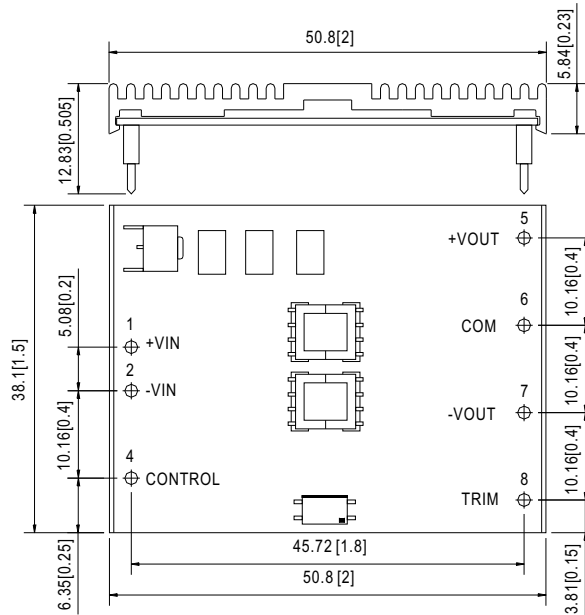 50.8[2]
5.84[0.23]
12.83[0.505]
38.1[1.5]
5.08[0.2]
10.16[0.4]
6.35[0.25]
1
+VIN
2
-VIN
4
CONTROL
5
+VOUT
6
COM
7
-VOUT
8
TRIM
10.16[0.4]
10.16[0.4]
10.16[0.4]
3.81[0.15]
45.72[1.8]
50.8[2]